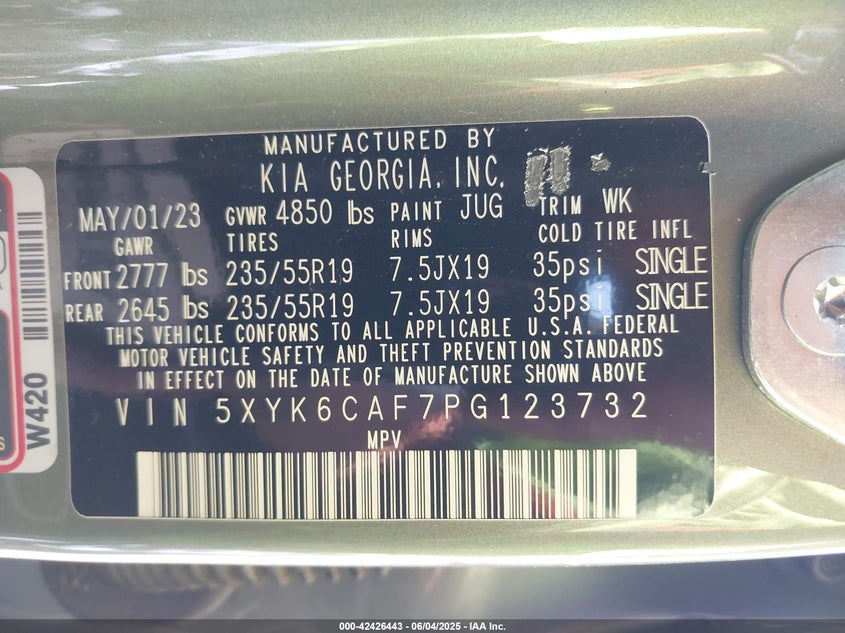 MANUFACTURED BY
KIA GEORGIA, INC.
MAY/01/23 GVWR 4850 lbs PAINT JUG TRIM WK
GAWR TIRES RIMS COLD TIRE INFL
FRONT 2777 lbs 235/55R19 7.5JX19 35psi SINGLE
REAR 2645 lbs 235/55R19 7.5JX19 35psi SINGLE
THIS VEHICLE CONFORMS TO ALL APPLICABLE U.S.A. FEDERAL
MOTOR VEHICLE SAFETY AND THEFT PREVENTION STANDARDS
IN EFFECT ON THE DATE OF MANUFACTURE SHOWN ABOVE
VIN 5XYK6CAF7PG123732
MPV
W420
000-42426443 - 06/04/2025 - IAA Inc.